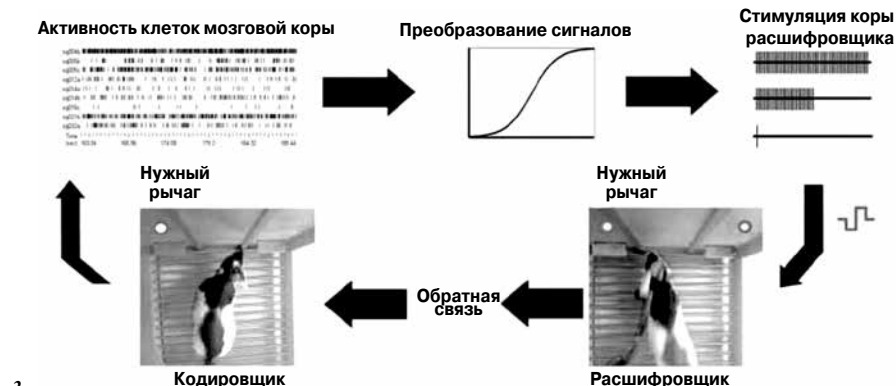 Активность клеток мозговой коры
Преобразование сигналов
Стимуляция коры
расшифровщика
Нужный
рычаг
Нужный
рычаг
Обратная
связь
Кодировщик
Расшифровщик